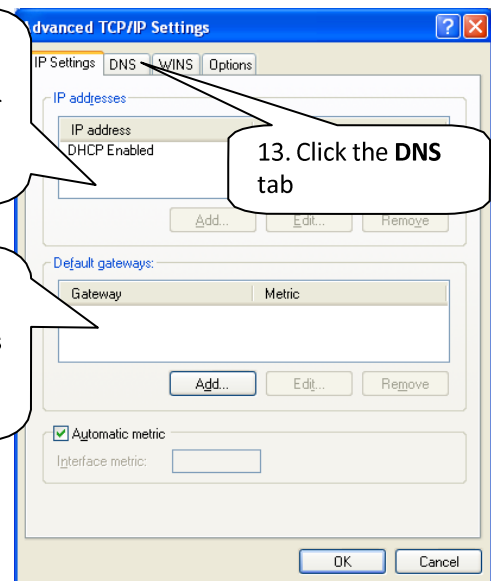 Advanced TCP/IP Settings
IP Settings DNS WINS Options
IP addresses
IP address
DHCP Enabled
13. Click the DNS
tab
Add... Edit... Remove
Default gateways:
Gateway Metric
s
Add... Edit... Remove
Automatic metric
Interface metric:
OK Cancel